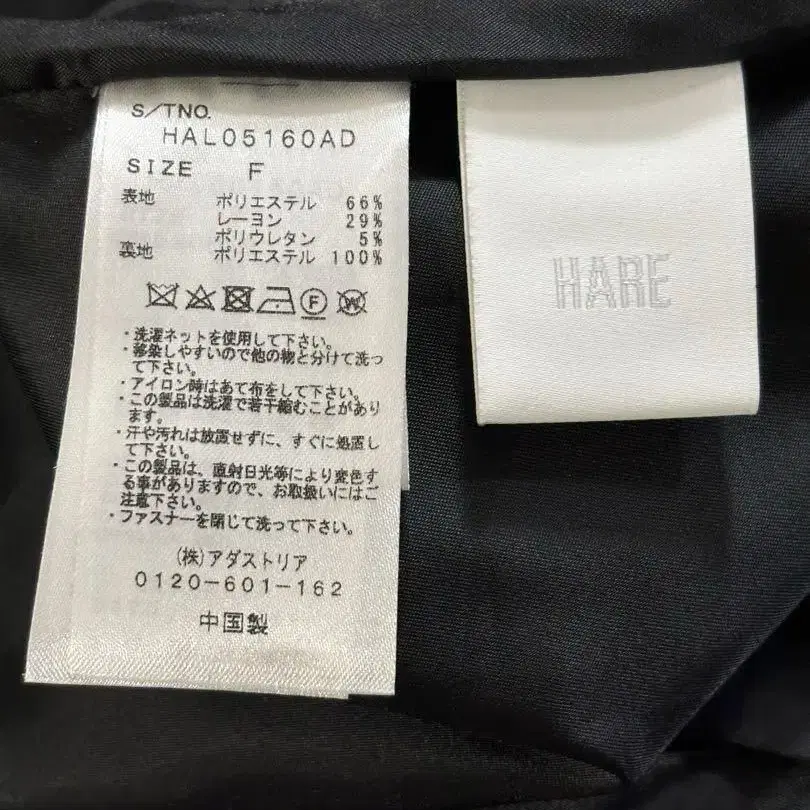 S/TNO.
HAL05160AD
SIZE F
表地 ポリエステル 66%
レーヨン 29%
ポリウレタン 5%
裏地 ポリエステル 100%
F
W
・洗濯ネットを使用して下さい。
・移染しやすいので他の物と分けて洗っ
て下さい。
・アイロン時はあて布をして下さい。
・この製品は洗濯で若干縮むことがあり
ます。
・汗や汚れは放置せずに、すぐに処置し
て下さい。
・この製品は、直射日光等により変色す
る事がありますので、お取扱いにはご
注意下さい。
・ファスナーを閉じて洗って下さい。
(株)アダストリア
0120-601-162
中国製
HARE